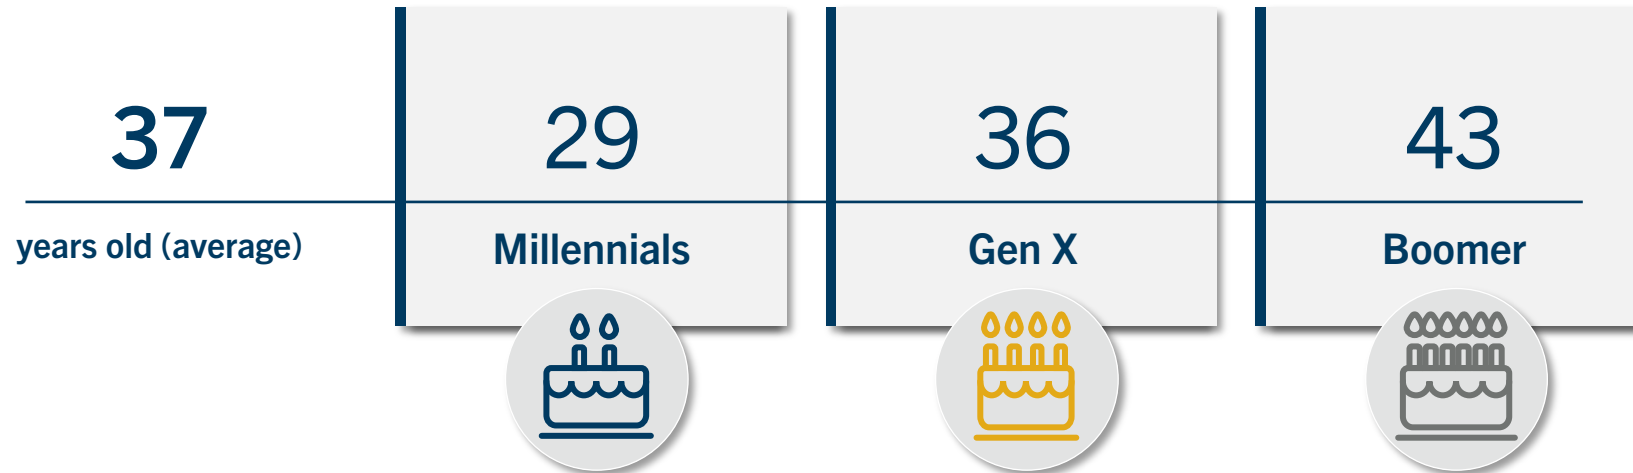 37
years old (average)
29
Millennials
36
Gen X
43
Boomer